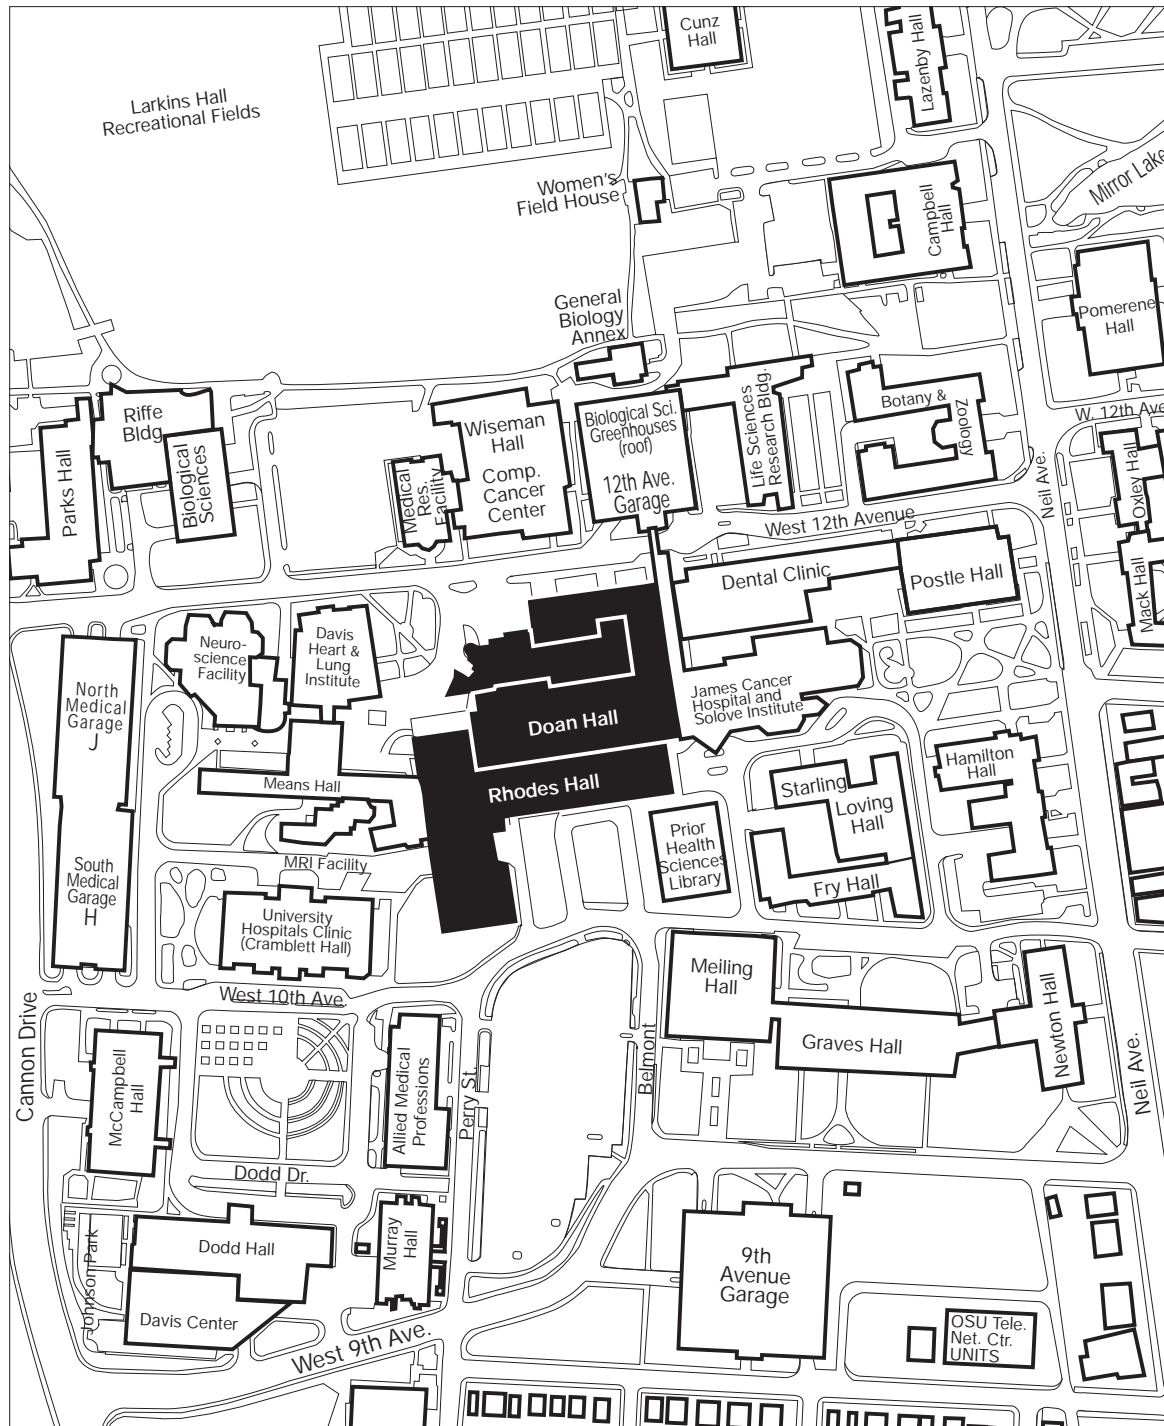 Cunz
Hall
Lazenby Hall
Larkins Hall
Recreational Fields
Mirror Lake
Women's
Field House
Campbell
Hall
General
Biology
Annex
Pomerene
Hall
Riffe
Bldg.
Biological
Sciences
Parks Hall
Wiseman
Hall
Comp.
Cancer
Center
Medical
Res.
Facility
Biological Sci.
Greenhouses
(roof)
12th Ave.
Garage
Life Sciences
Research Bldg.
Botany &
Zoology
W. 12th Ave
Neil Ave.
Oxley Hall
Mack Hall
West 12th Avenue
Dental Clinic
Postle Hall
Neuro-
science
Facility
Davis
Heart &
Lung
Institute
North
Medical
Garage
J
James Cancer
Hospital and
Solove Institute
Doan Hall
Rhodes Hall
Means Hall
MRI Facility
Hamilton
Hall
Starling
Loving
Hall
Fry Hall
Prior
Health
Sciences
Library
South
Medical
Garage
H
University
Hospitals Clinic
(Cramblett Hall)
West 10th Ave.
Meiling
Hall
Graves Hall
Newton Hall
Cannon Drive
McCampbell
Hall
Allied Medical
Professions
Perry St.
Belmont
Neil Ave.
Dodd Dr.
Dodd Hall
Murray
Hall
Johnson Park
Davis Center
West 9th Ave.
9th
Avenue
Garage
OSU Tele.
Net. Ctr.
UNITS